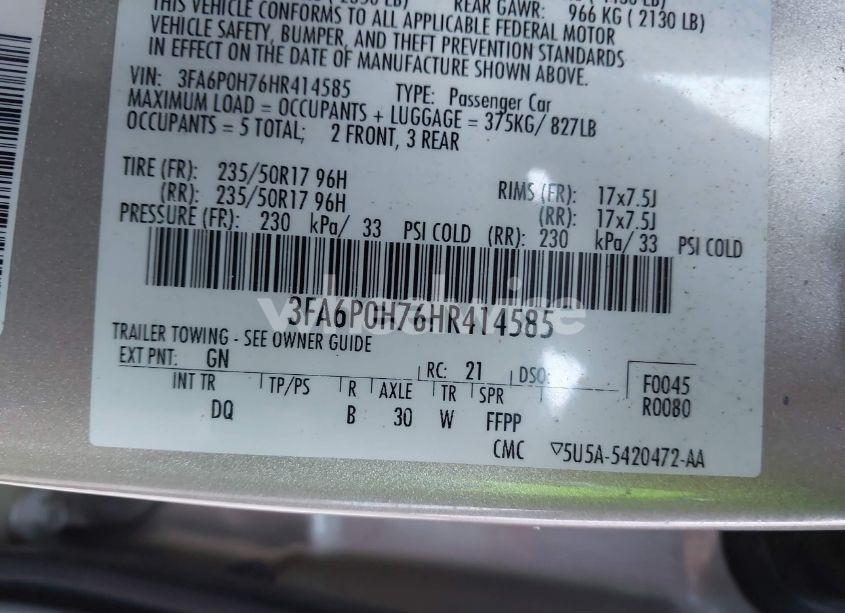 REAR GAWR: 966 KG ( 2130 LB)
THIS VEHICLE CONFORMS TO ALL APPLICABLE FEDERAL MOTOR
VEHICLE SAFETY, BUMPER, AND THEFT PREVENTION STANDARDS
IN EFFECT ON THE DATE OF MANUFACTURE SHOWN ABOVE.
VIN: 3FA6P0H76HR414585 TYPE: Passenger Car
MAXIMUM LOAD = OCCUPANTS + LUGGAGE = 375KG/ 827LB
OCCUPANTS = 5 TOTAL; 2 FRONT, 3 REAR
TIRE (FR): 235/50R17 96H RIMS (FR): 17x7.5J
(RR): 235/50R17 96H (RR): 17x7.5J
PRESSURE (FR): 230 kPa/ 33 PSI COLD (RR): 230 kPa/ 33 PSI COLD
3FA6P0H76HR414585
TRAILER TOWING - SEE OWNER GUIDE
EXT PNT: GN RC: 21 DSO: F0045
INT TR TP/PS R AXLE TR SPR R0080
DQ B 30 W FFPP
CMC ▽5U5A-5420472-AA